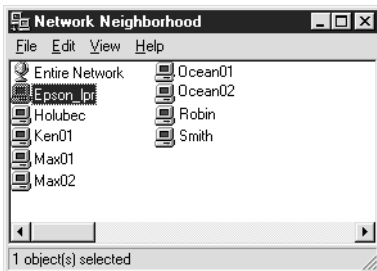 Network Neighborhood
File Edit View Help
Entire Network
Epson_lpr
Holubec
Ken01
Max01
Max02
Ocean01
Ocean02
Robin
Smith
1 object(s) selected